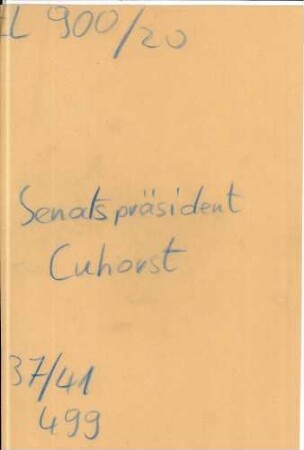 EL 900/20
Senatspräsident
Cuhorst
37/41
499